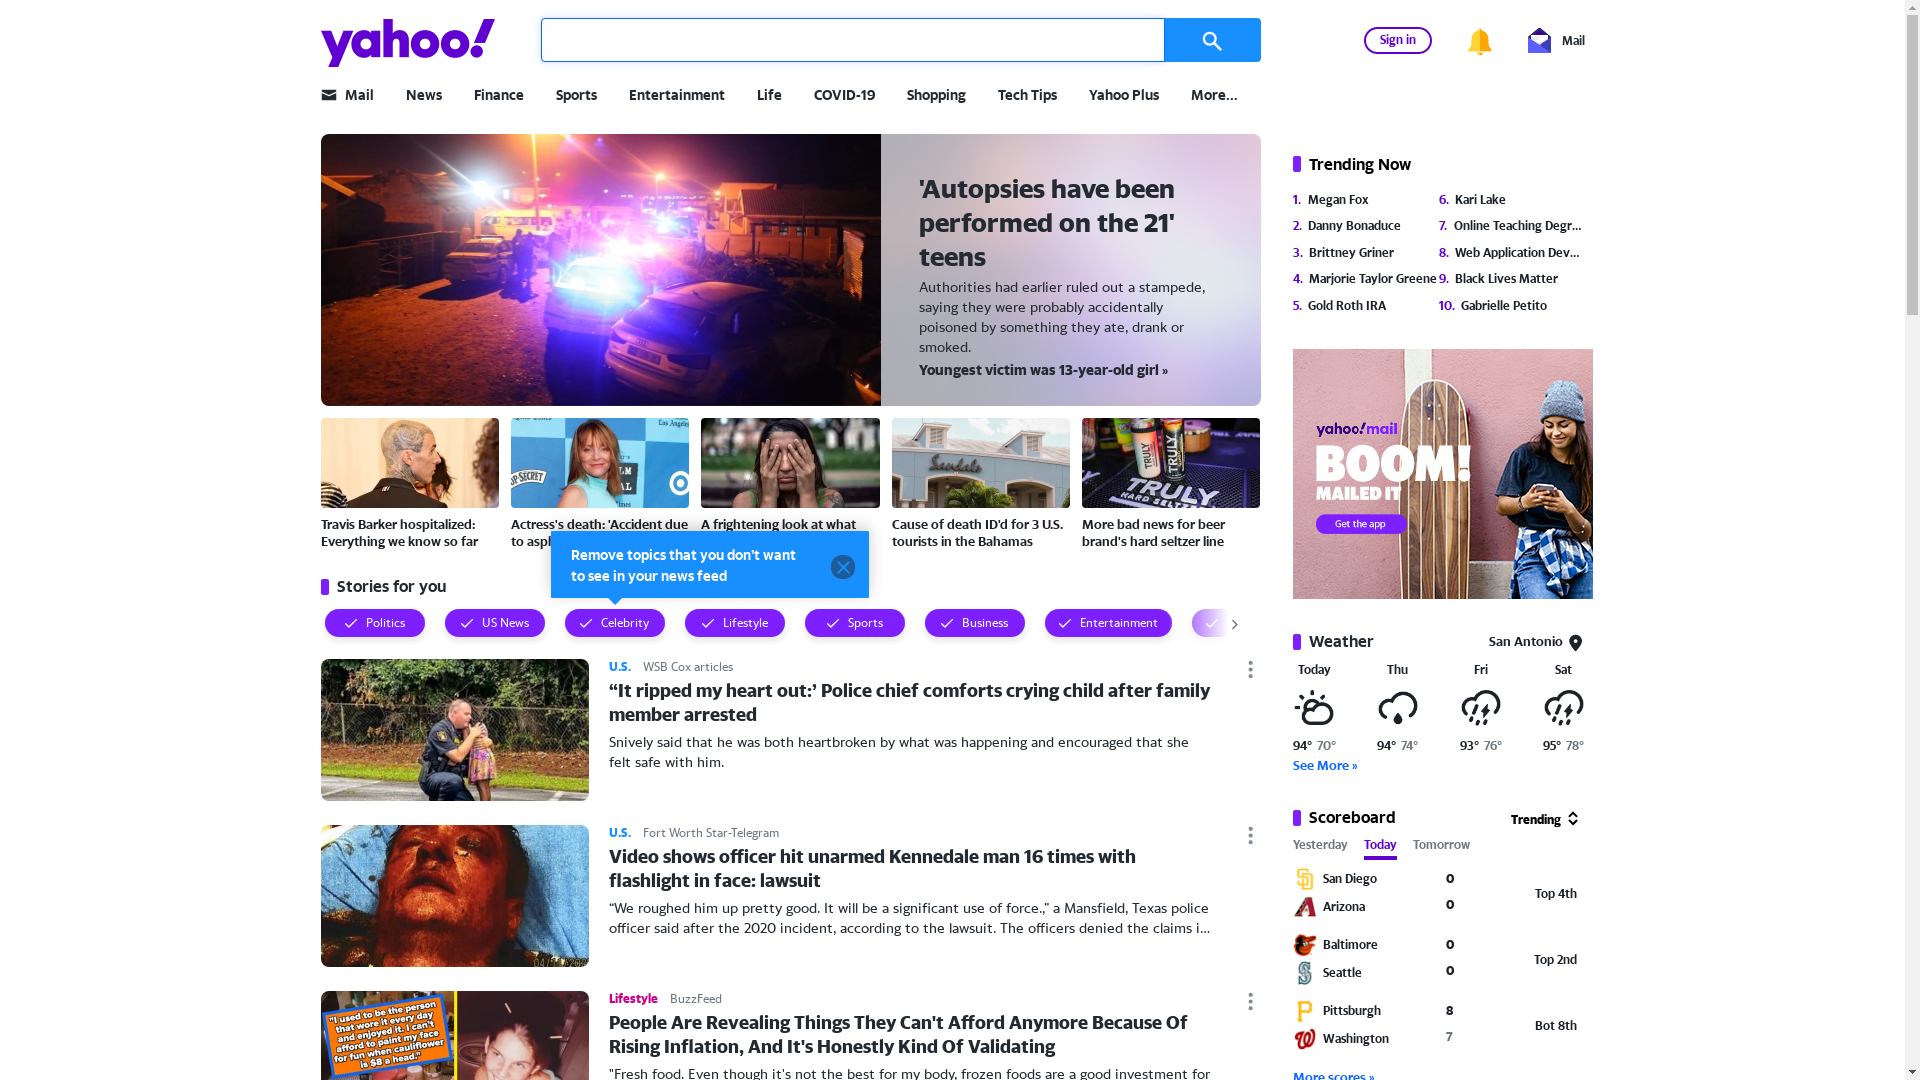 yahoo!
Sign in
Mail
Mail
News
Finance
Sports
Entertainment
Life
COVID-19
Shopping
Tech Tips
Yahoo Plus
More...
'Autopsies have been
performed on the 21'
teens
Authorities had earlier ruled out a stampede,
saying they were probably accidentally
poisoned by something they ate, drank or
smoked.
Youngest victim was 13-year-old girl »
Travis Barker hospitalized:
Everything we know so far
Actress's death: 'Accident due
to asph
A frightening look at what
Cause of death ID'd for 3 U.S.
tourists in the Bahamas
More bad news for beer
brand's hard seltzer line
Los Angeles
Sandals
TRULY
TRULY
HARD SELTZER
Remove topics that you don't want
to see in your news feed
Stories for you
Politics
US News
Celebrity
Lifestyle
Sports
Business
Entertainment
U.S. WSB Cox articles
“It ripped my heart out:’ Police chief comforts crying child after family
member arrested
Snively said that he was both heartbroken by what was happening and encouraged that she
felt safe with him.
U.S. Fort Worth Star-Telegram
Video shows officer hit unarmed Kennedale man 16 times with
flashlight in face: lawsuit
“We roughed him up pretty good. It will be a significant use of force.,” a Mansfield, Texas police
officer said after the 2020 incident, according to the lawsuit. The officers denied the claims i...
"I used to be the person
that wore it every day
and enjoyed it. I can't
afford to paint my face
for fun when cauliflower
is $8 a head."
Lifestyle BuzzFeed
People Are Revealing Things They Can't Afford Anymore Because Of
Rising Inflation, And It's Honestly Kind Of Validating
"Fresh food. Even though it's not the best for my body, frozen foods are a good investment for
Trending Now
1. Megan Fox
2. Danny Bonaduce
3. Brittney Griner
4. Marjorie Taylor Greene
5. Gold Roth IRA
6. Kari Lake
7. Online Teaching Degr...
8. Web Application Dev...
9. Black Lives Matter
10. Gabrielle Petito
yahoo!mail
BOOM!
MAILED IT
Get the app
Weather
San Antonio
Today Thu Fri Sat
94° 70° 94° 74° 93° 76° 95° 78°
See More »
Scoreboard
Trending
Yesterday Today Tomorrow
San Diego 0
Arizona 0
Top 4th
Baltimore 0
Seattle 0
Top 2nd
Pittsburgh 8
Washington 7
Bot 8th
More scores »